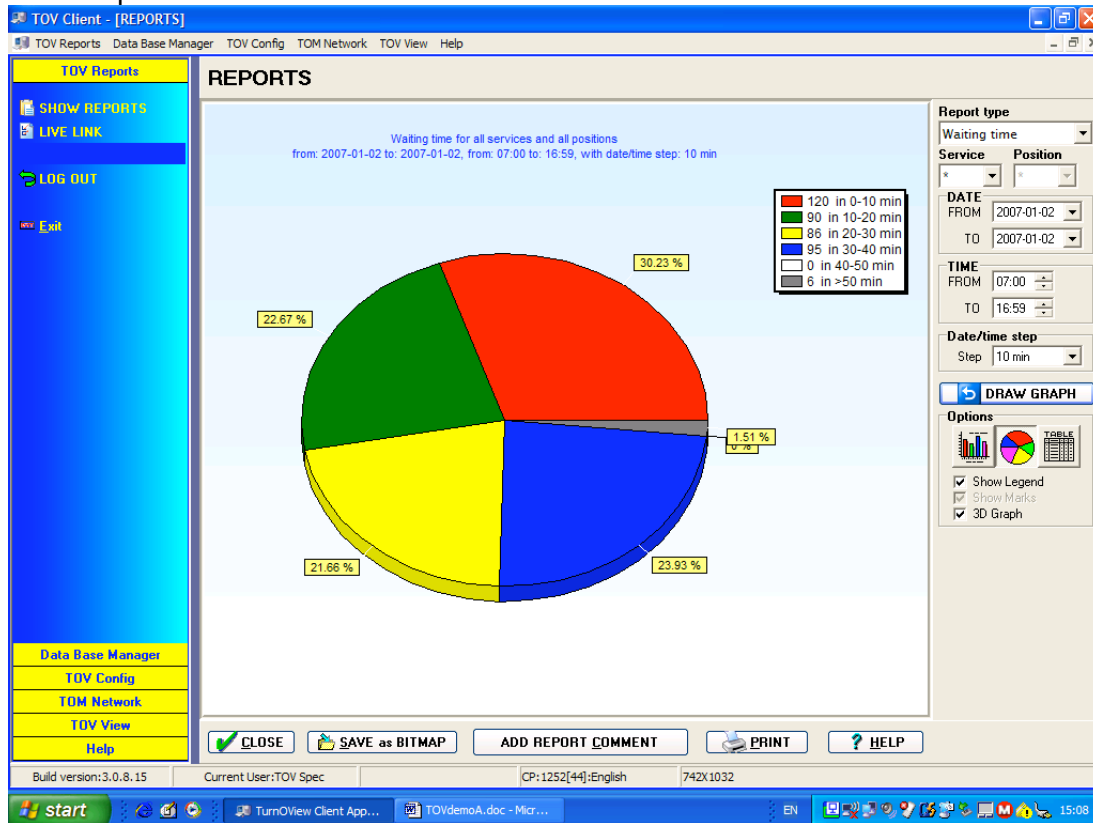 TOV Client - [REPORTS]
TOV Reports Data Base Manager TOV Config TOM Network TOV View Help
TOV Reports
SHOW REPORTS
LIVE LINK
LOG OUT
Exit
Data Base Manager
TOV Config
TOM Network
TOV View
Help
REPORTS
Waiting time for all services and all positions
from: 2007-01-02 to: 2007-01-02, from: 07:00 to: 16:59, with date/time step: 10 min
120 in 0-10 min
90 in 10-20 min
86 in 20-30 min
95 in 30-40 min
0 in 40-50 min
6 in >50 min
30.23 %
22.67 %
1.51 %
0 %
21.66 %
23.93 %
Report type
Waiting time
Service Position
* *
DATE
FROM 2007-01-02
TO 2007-01-02
TIME
FROM 07:00
TO 16:59
Date/time step
Step 10 min
DRAW GRAPH
Options
TABLE
Show Legend
Show Marks
3D Graph
CLOSE SAVE as BITMAP ADD REPORT COMMENT PRINT HELP
Build version:3.0.8.15 Current User:TOV Spec CP:1252[44]:English 742X1032
start TurnOView Client App... TOVdemoA.doc - Micr... EN 15:08